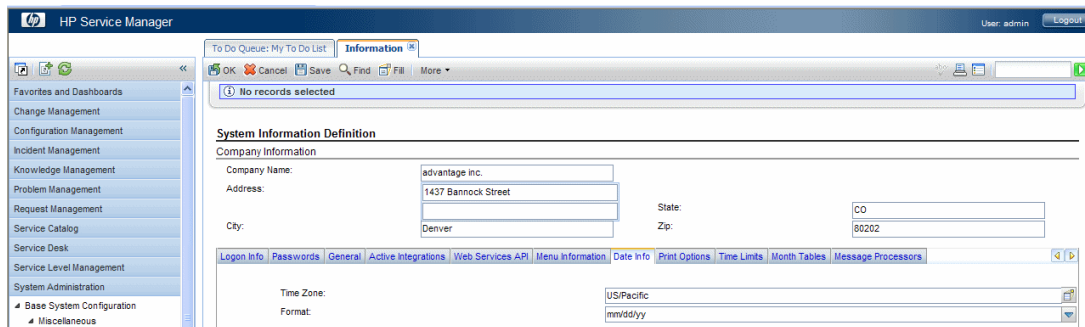 hp HP Service Manager User: admin Logout
To Do Queue: My To Do List Information
OK Cancel Save Find Fill More
No records selected
Favorites and Dashboards
Change Management
Configuration Management
Incident Management
Knowledge Management
Problem Management
Request Management
Service Catalog
Service Desk
Service Level Management
System Administration
Base System Configuration
Miscellaneous
System Information Definition
Company Information
Company Name: advantage inc.
Address: 1437 Bannock Street
State: CO
City: Denver Zip: 80202
Logon Info Passwords General Active Integrations Web Services API Menu Information Date Info Print Options Time Limits Month Tables Message Processors
Time Zone: US/Pacific
Format: mm/dd/yy